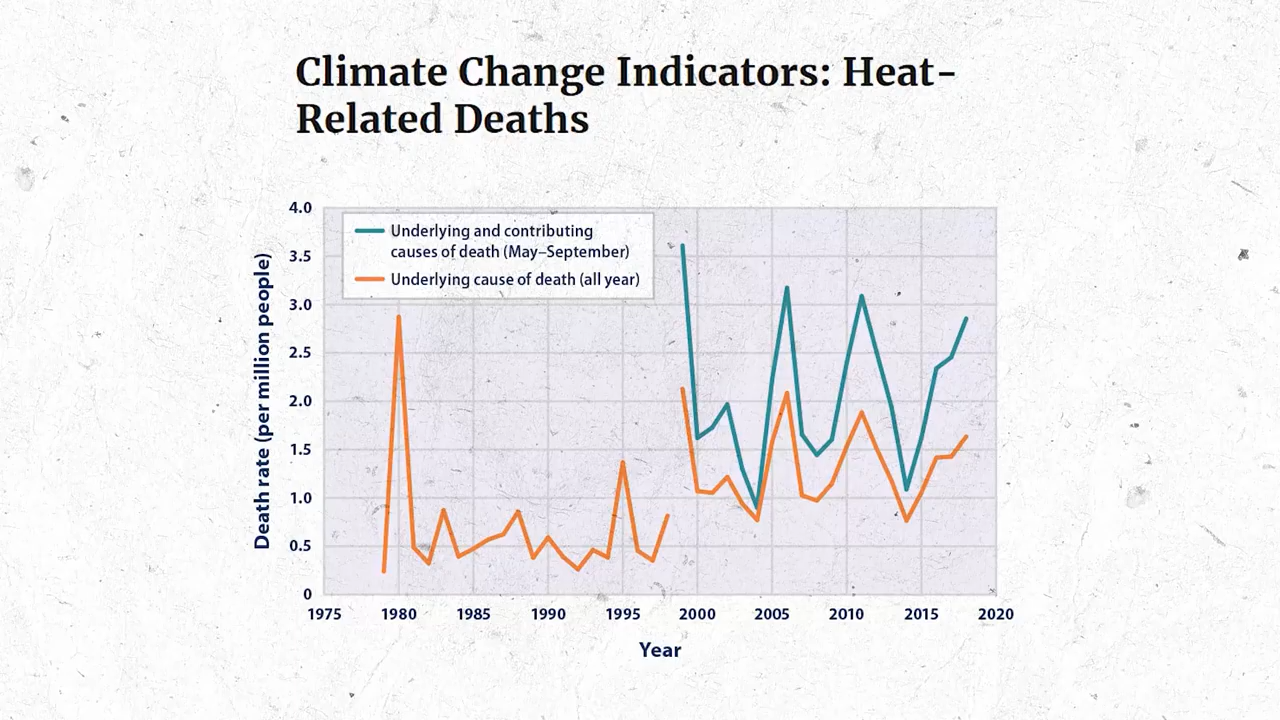 Climate Change Indicators: Heat-
Related Deaths
4.0
3.5
3.0
2.5
2.0
1.5
1.0
0.5
0
Death rate (per million people)
Underlying and contributing
causes of death (May–September)
Underlying cause of death (all year)
1975 1980 1985 1990 1995 2000 2005 2010 2015 2020
Year